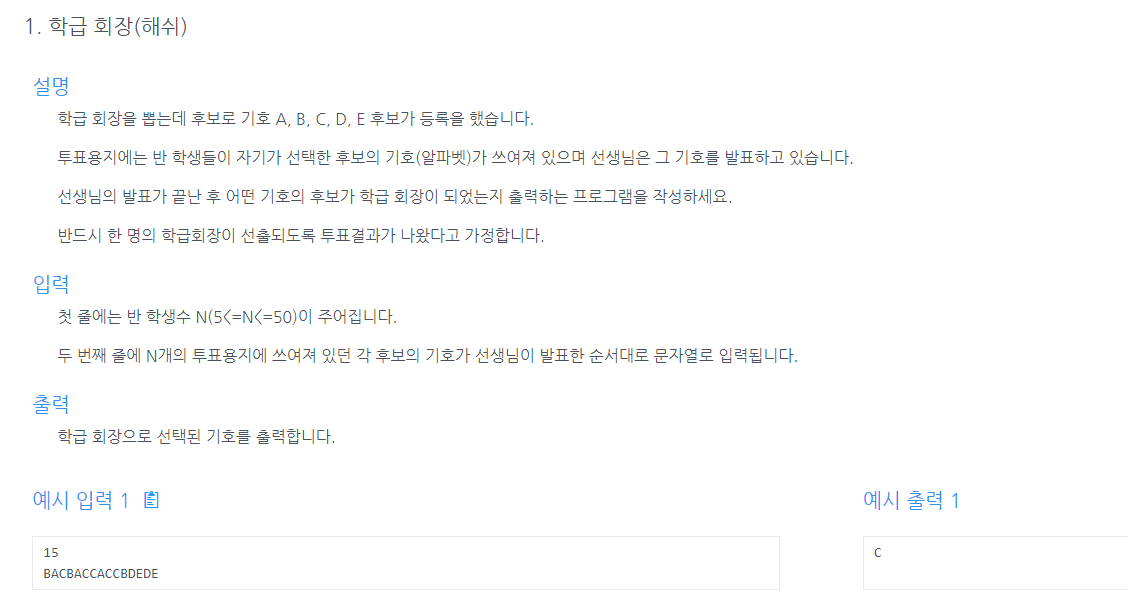 1. 학급 회장(해쉬)
설명
학급 회장을 뽑는데 후보로 기호 A, B, C, D, E 후보가 등록을 했습니다.
투표용지에는 반 학생들이 자기가 선택한 후보의 기호(알파벳)가 쓰여져 있으며 선생님은 그 기호를 발표하고 있습니다.
선생님의 발표가 끝난 후 어떤 기호의 후보가 학급 회장이 되었는지 출력하는 프로그램을 작성하세요.
반드시 한 명의 학급회장이 선출되도록 투표결과가 나왔다고 가정합니다.
입력
첫 줄에는 반 학생수 N(5<=N<=50)이 주어집니다.
두 번째 줄에 N개의 투표용지에 쓰여져 있던 각 후보의 기호가 선생님이 발표한 순서대로 문자열로 입력됩니다.
출력
학급 회장으로 선택된 기호를 출력합니다.
예시 입력 1
15
BACBACCACCBDEDE
예시 출력 1
C